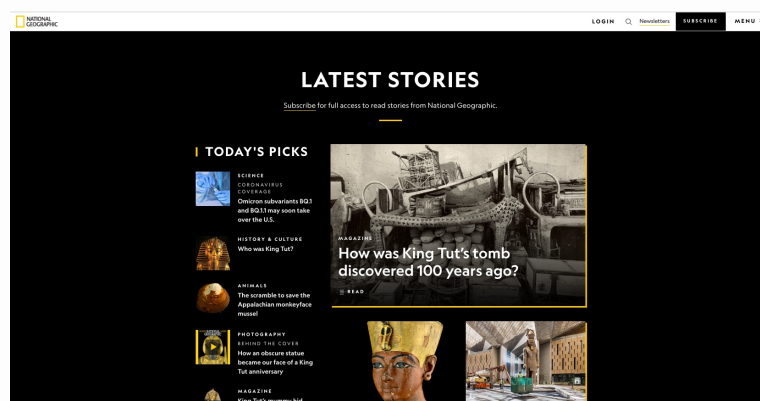 NATIONAL
GEOGRAPHIC
LOGIN
Newsletters
SUBSCRIBE
MENU
LATEST STORIES
Subscribe for full access to read stories from National Geographic.
TODAY'S PICKS
SCIENCE
CORONAVIRUS
COVERAGE
Omicron subvariants BQ.1
and BQ.1.1 may soon take
over the U.S.
HISTORY & CULTURE
Who was King Tut?
ANIMALS
The scramble to save the
Appalachian monkeyface
mussel
PHOTOGRAPHY
BEHIND THE COVER
How an obscure statue
became our face of a King
Tut anniversary
MAGAZINE
King Tut's mummy hid
MAGAZINE
How was King Tut's tomb
discovered 100 years ago?
READ